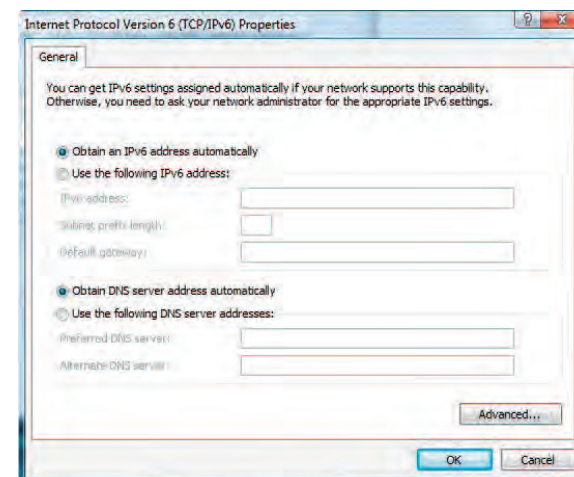 Internet Protocol Version 6 (TCP/IPv6) Properties
General
You can get IPv6 settings assigned automatically if your network supports this capability.
Otherwise, you need to ask your network administrator for the appropriate IPv6 settings.
Obtain an IPv6 address automatically
Use the following IPv6 address:
IPv6 address:
Subnet prefix length:
Default gateway:
Obtain DNS server address automatically
Use the following DNS server addresses:
Preferred DNS server:
Alternate DNS server:
Advanced...
OK
Cancel